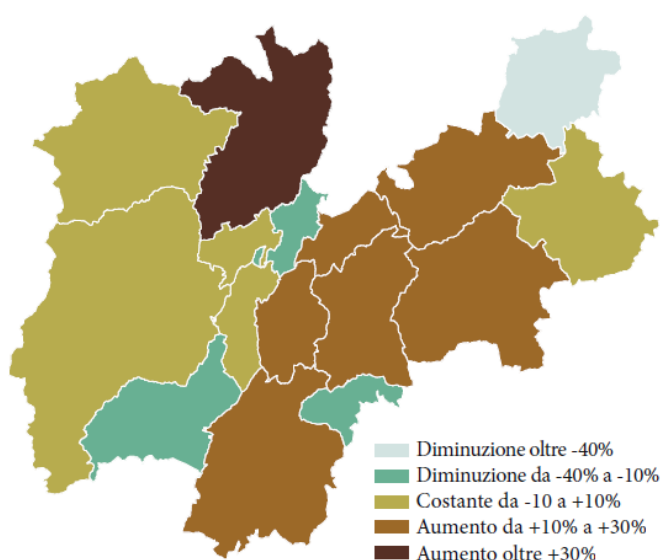 Diminuzione oltre -40%
Diminuzione da -40% a -10%
Costante da -10 a +10%
Aumento da +10% a +30%
Aumento oltre +30%